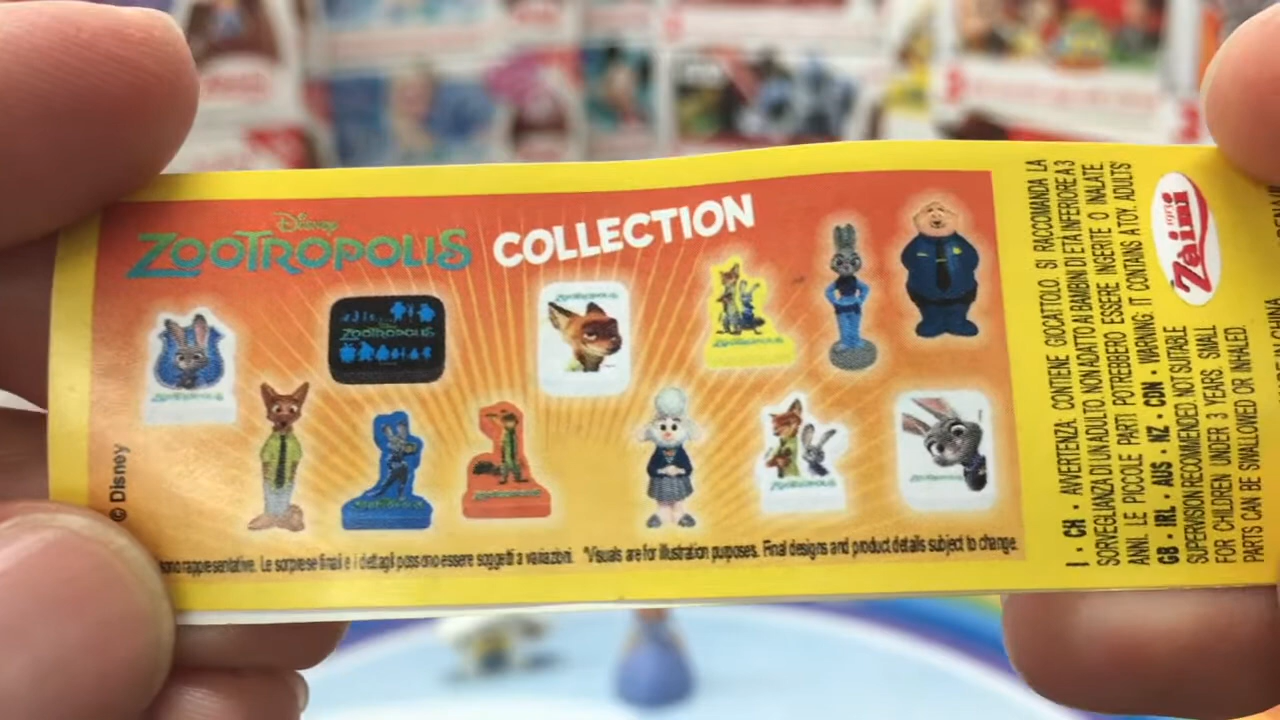 Disney
ZOOTROPOLIS
COLLECTION
© Disney
ZOOTROPOLIS
sono rappresentative. Le sorprese finali e i dettagli possono essere soggetti a variazioni. *Visuals are for illustration purposes. Final designs and product details subject to change.
I • CH • AVVERTENZA: CONTIENE GIOCATTOLO. SI RACCOMANDA LA
SORVEGLIANZA DI UN ADULTO. NON ADATTO A BAMBINI DI ETÀ INFERIORE A 3
ANNI. LE PICCOLE PARTI POTREBBERO ESSERE INGERITE O INALATE.
GB • IRL • AUS • NZ • CDN • WARNING: IT CONTAINS A TOY. ADULTS
SUPERVISION RECOMMENDED. NOT SUITABLE
FOR CHILDREN UNDER 3 YEARS. SMALL
PARTS CAN BE SWALLOWED OR INHALED.
Zaini